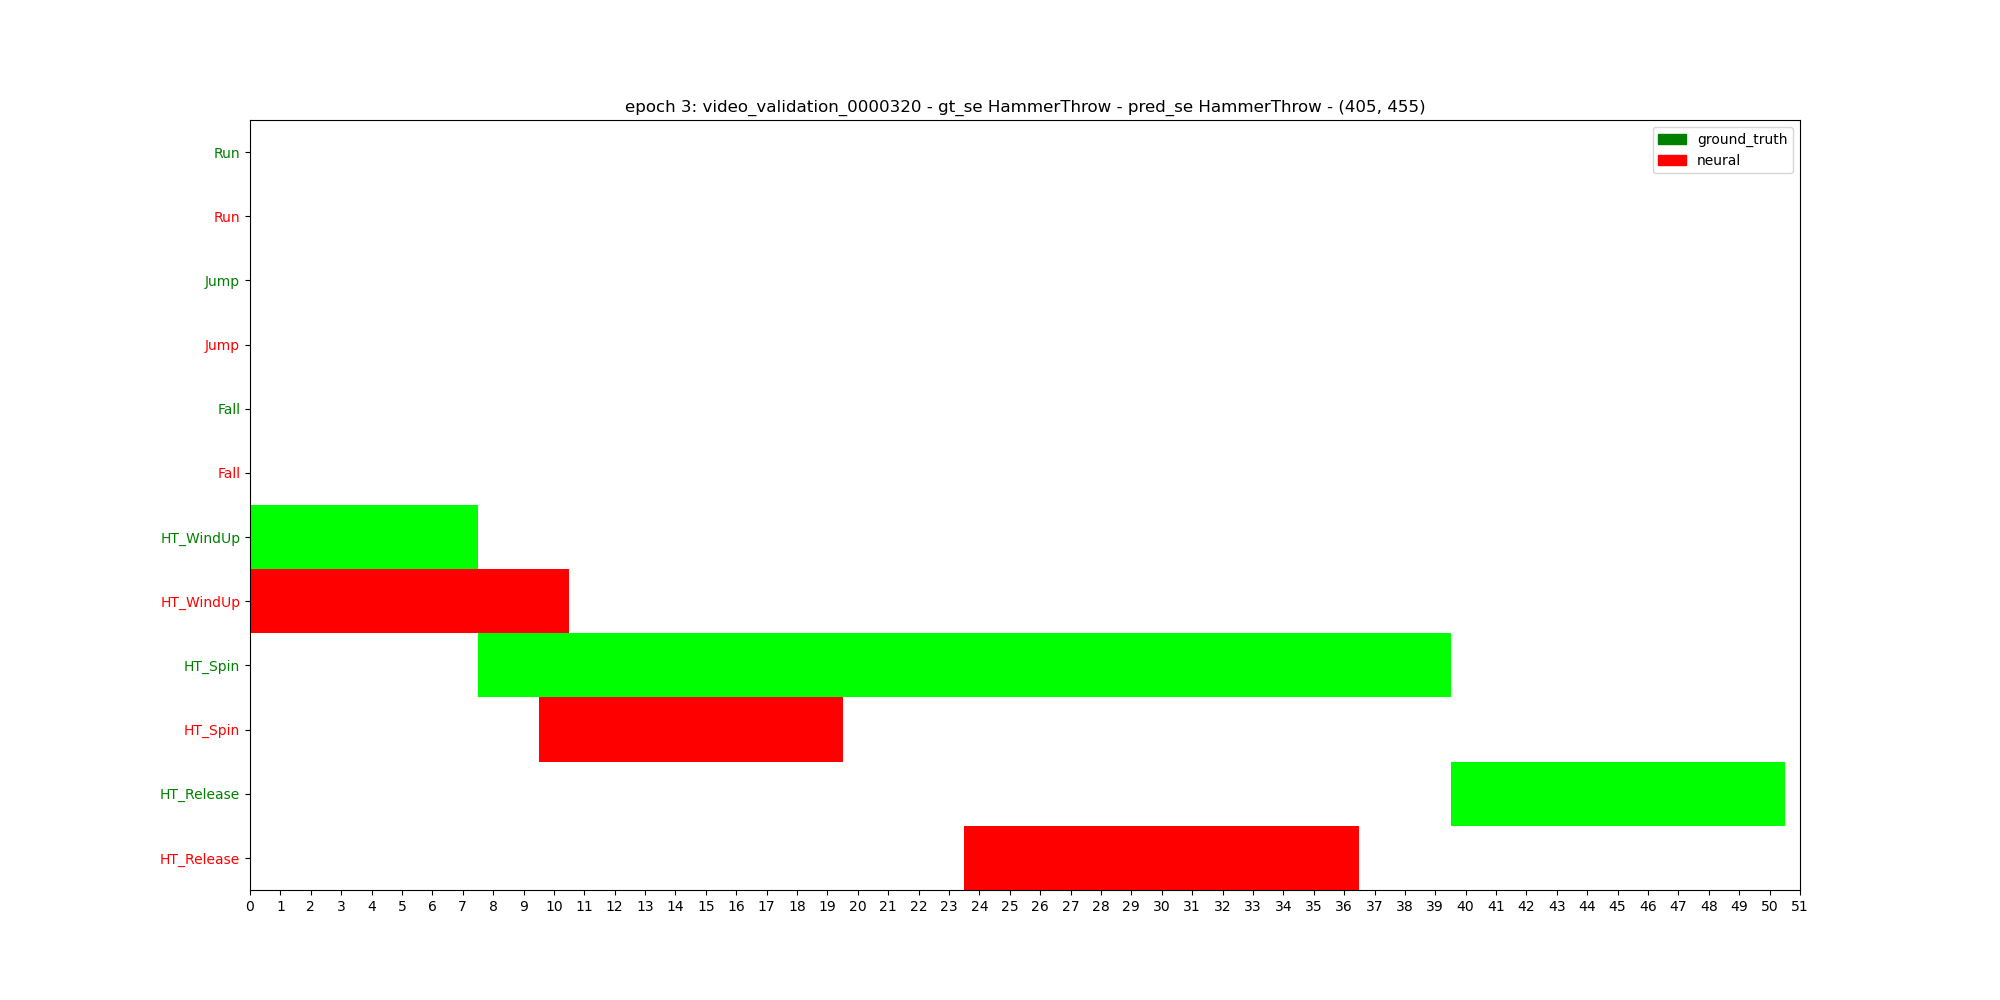 epoch 3: video_validation_0000320 - gt_se HammerThrow - pred_se HammerThrow - (405, 455)
ground_truth
neural
Run
Run
Jump
Jump
Fall
Fall
HT_WindUp
HT_WindUp
HT_Spin
HT_Spin
HT_Release
HT_Release
0 1 2 3 4 5 6 7 8 9 10 11 12 13 14 15 16 17 18 19 20 21 22 23 24 25 26 27 28 29 30 31 32 33 34 35 36 37 38 39 40 41 42 43 44 45 46 47 48 49 50 51